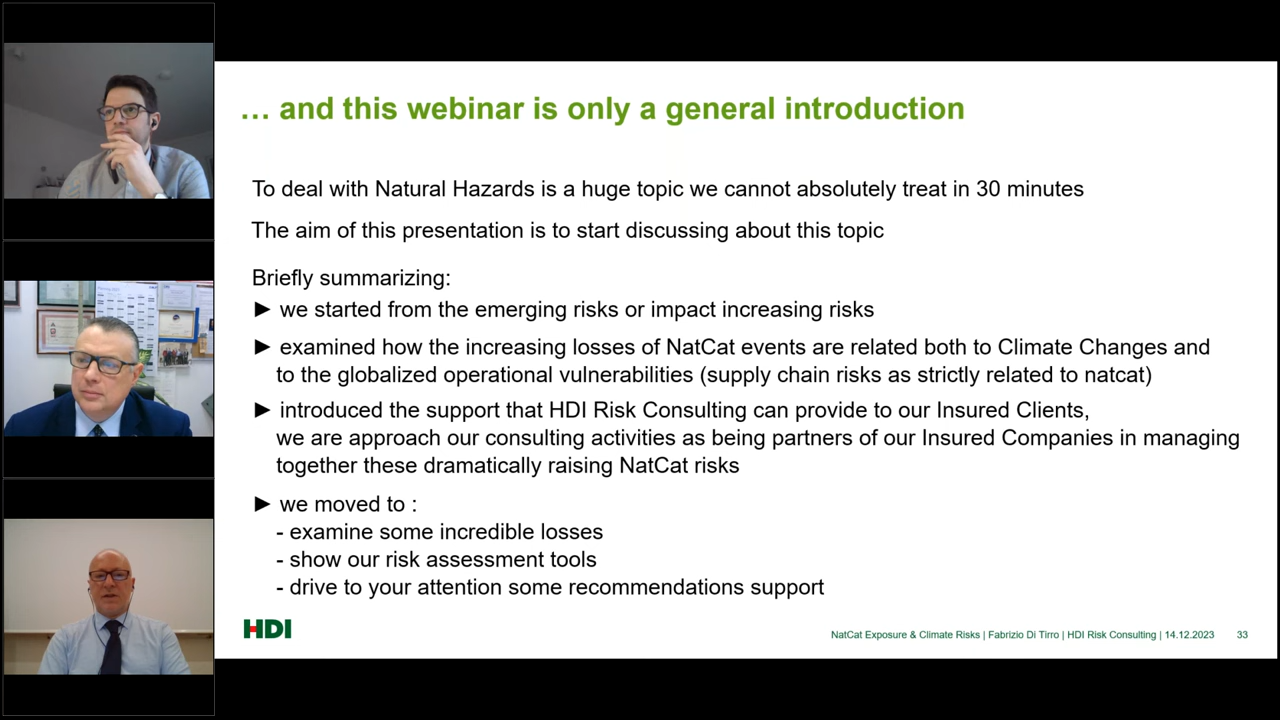 … and this webinar is only a general introduction
To deal with Natural Hazards is a huge topic we cannot absolutely treat in 30 minutes
The aim of this presentation is to start discussing about this topic
Briefly summarizing:
► we started from the emerging risks or impact increasing risks
► examined how the increasing losses of NatCat events are related both to Climate Changes and
to the globalized operational vulnerabilities (supply chain risks as strictly related to natcat)
► introduced the support that HDI Risk Consulting can provide to our Insured Clients,
we are approach our consulting activities as being partners of our Insured Companies in managing
together these dramatically raising NatCat risks
► we moved to :
- examine some incredible losses
- show our risk assessment tools
- drive to your attention some recommendations support
HDI
NatCat Exposure & Climate Risks | Fabrizio Di Tirro | HDI Risk Consulting | 14.12.2023 33